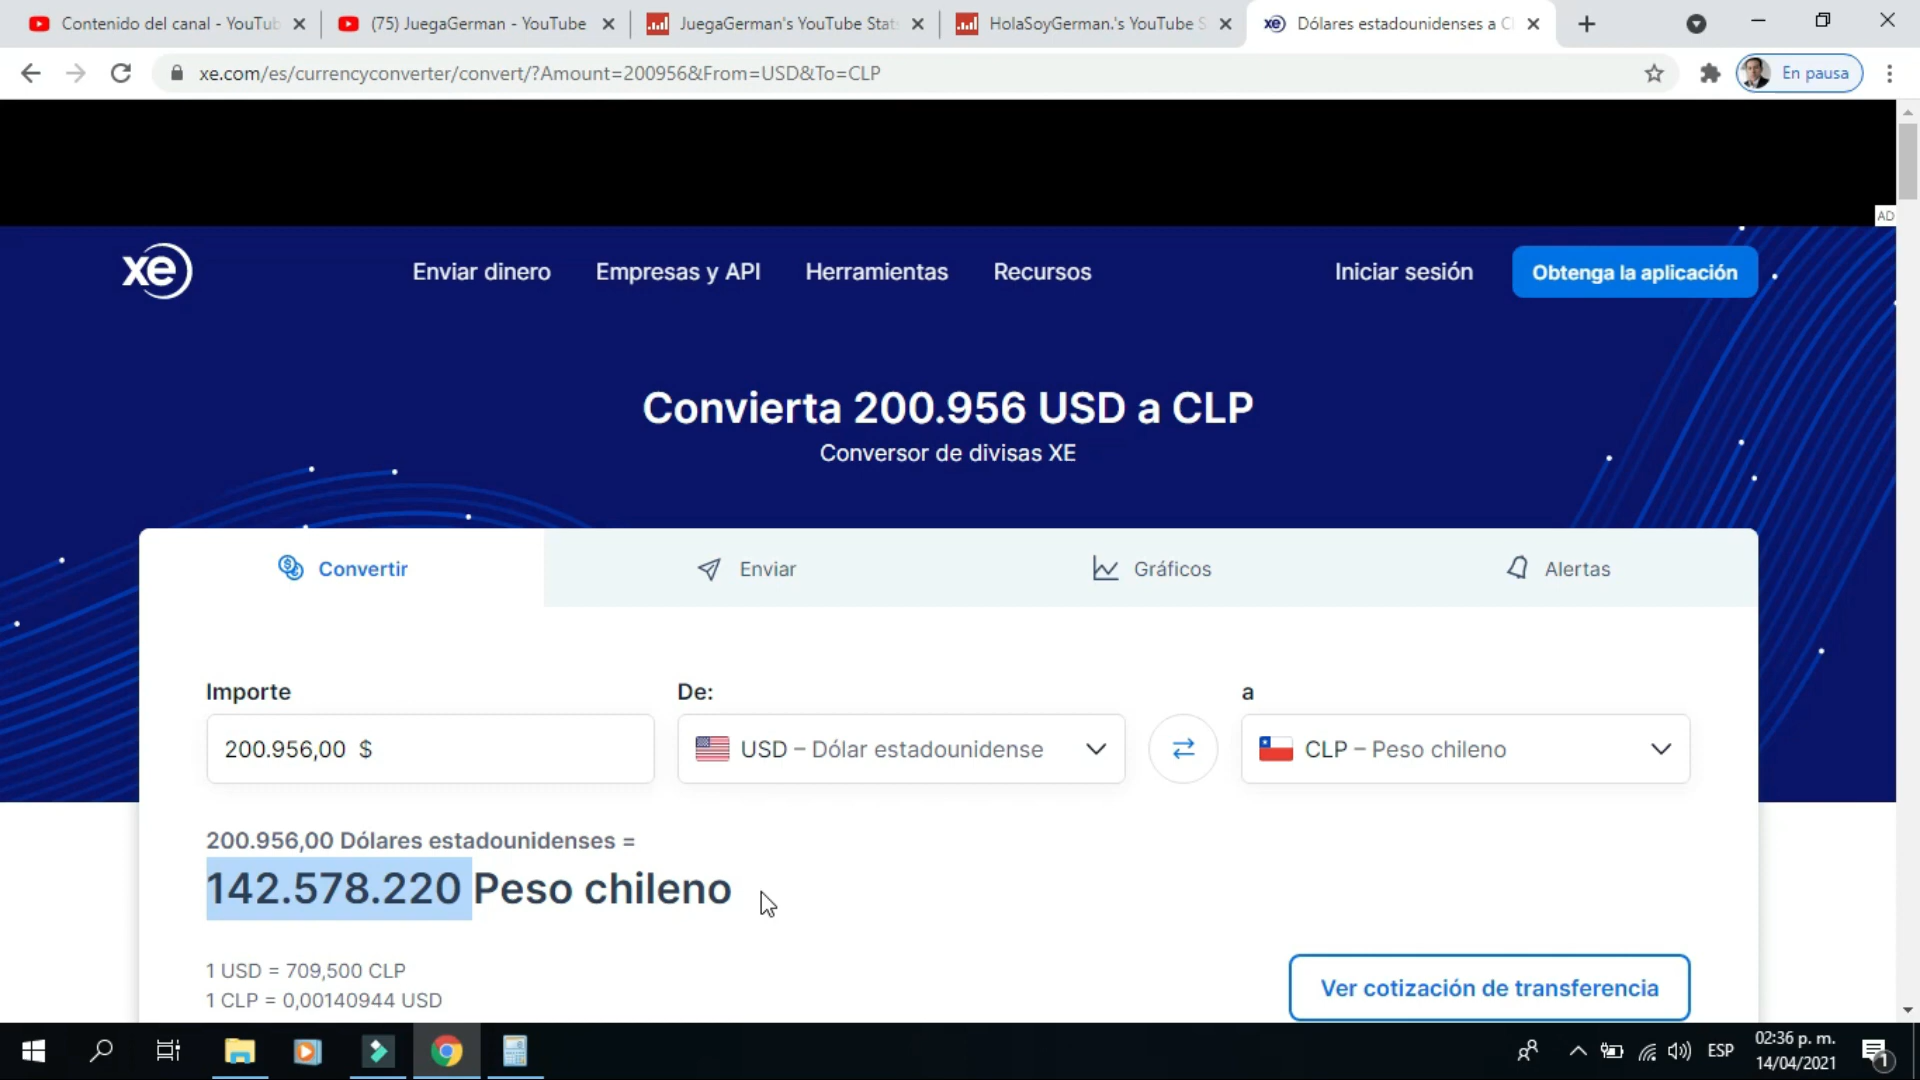 Contenido del canal - YouTub
(75) JuegaGerman - YouTube
JuegaGerman's YouTube Stat
HolaSoyGerman.'s YouTube S
Dólares estadounidenses a Cl
xe.com/es/currencyconverter/convert/?Amount=200956&From=USD&To=CLP
En pausa
AD
xe
Enviar dinero
Empresas y API
Herramientas
Recursos
Iniciar sesión
Obtenga la aplicación
Convierta 200.956 USD a CLP
Conversor de divisas XE
Convertir
Enviar
Gráficos
Alertas
Importe
De:
a
200.956,00 $
USD – Dólar estadounidense
CLP – Peso chileno
200.956,00 Dólares estadounidenses =
142.578.220 Peso chileno
1 USD = 709,500 CLP
1 CLP = 0,00140944 USD
Ver cotización de transferencia
ESP
02:36 p. m.
14/04/2021
1